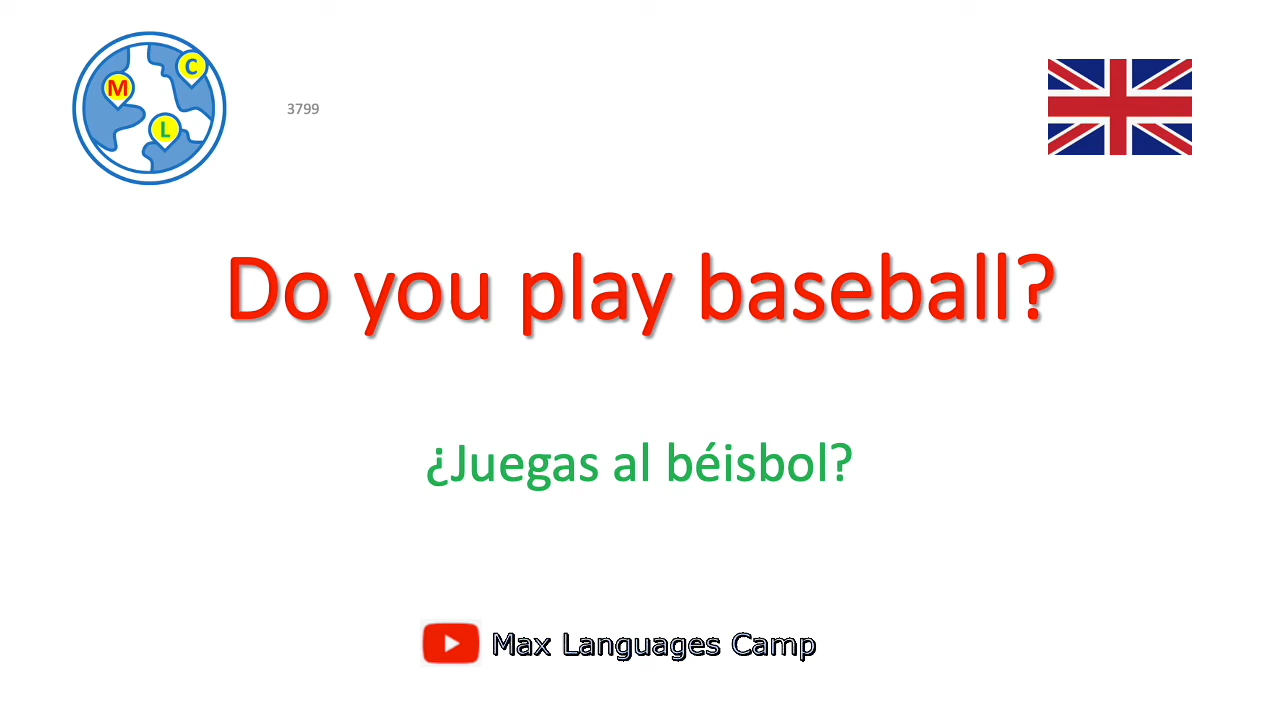 M
C
L
3799
Do you play baseball?
¿Juegas al béisbol?
Max Languages Camp